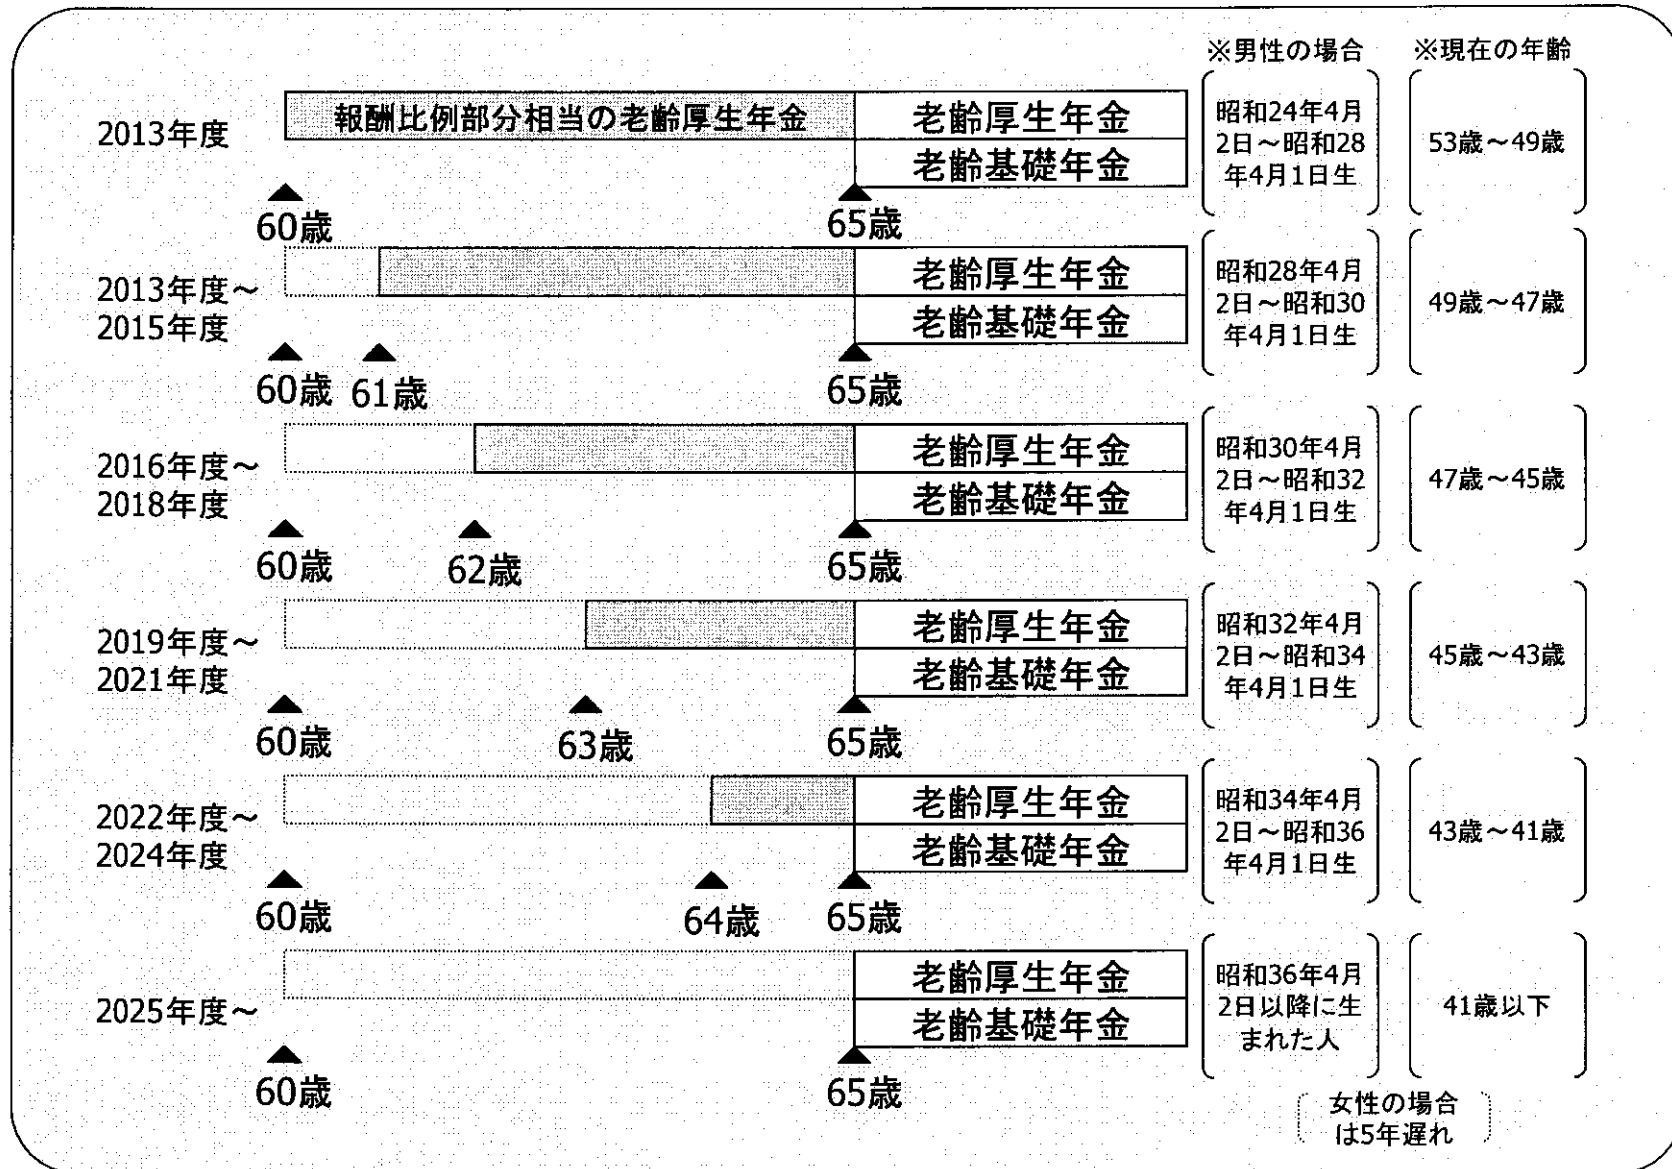 ※男性の場合
※現在の年齢
2013年度
報酬比例部分相当の老齢厚生年金
老齢厚生年金
老齢基礎年金
60歳
65歳
昭和24年4月
2日～昭和28
年4月1日生
53歳～49歳
2013年度～
2015年度
老齢厚生年金
老齢基礎年金
60歳
61歳
65歳
昭和28年4月
2日～昭和30
年4月1日生
49歳～47歳
2016年度～
2018年度
老齢厚生年金
老齢基礎年金
60歳
62歳
65歳
昭和30年4月
2日～昭和32
年4月1日生
47歳～45歳
2019年度～
2021年度
老齢厚生年金
老齢基礎年金
60歳
63歳
65歳
昭和32年4月
2日～昭和34
年4月1日生
45歳～43歳
2022年度～
2024年度
老齢厚生年金
老齢基礎年金
60歳
64歳
65歳
昭和34年4月
2日～昭和36
年4月1日生
43歳～41歳
2025年度～
老齢厚生年金
老齢基礎年金
60歳
65歳
昭和36年4月
2日以降に生
まれた人
41歳以下
女性の場合
は5年遅れ